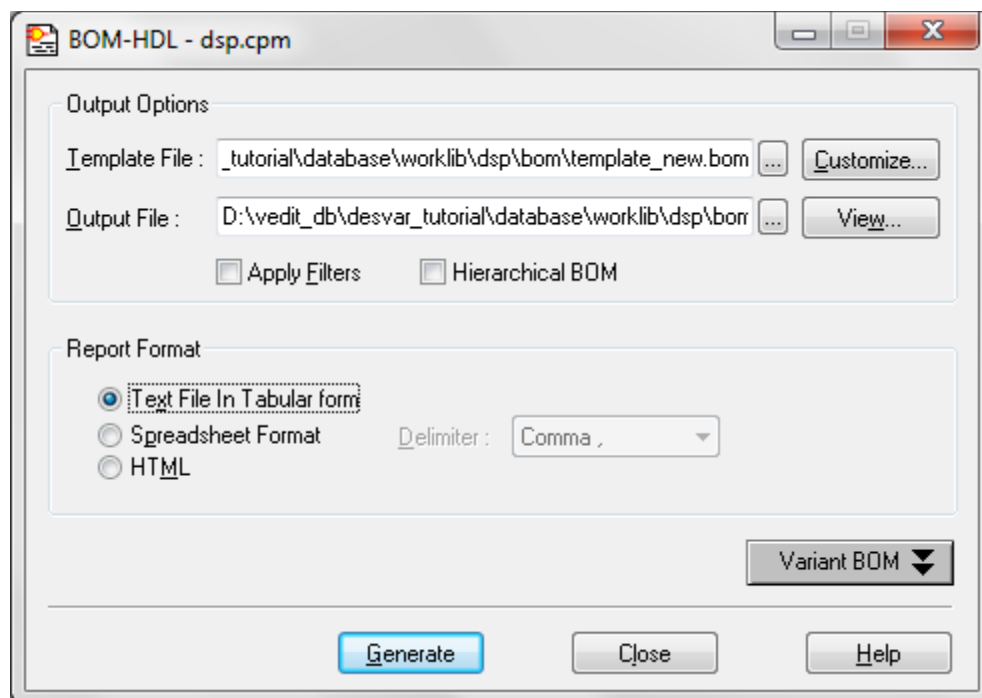 BOM-HDL - dsp.cpm
Output Options
Template File : _tutorial\database\worklib\dsp\bom\template_new.bom ... Customize...
Output File : D:\vedit_db\desvar_tutorial\database\worklib\dsp\bom ... View...
Apply Filters Hierarchical BOM
Report Format
Text File In Tabular form
Spreadsheet Format Delimiter : Comma ,
HTML
Variant BOM
Generate Close Help